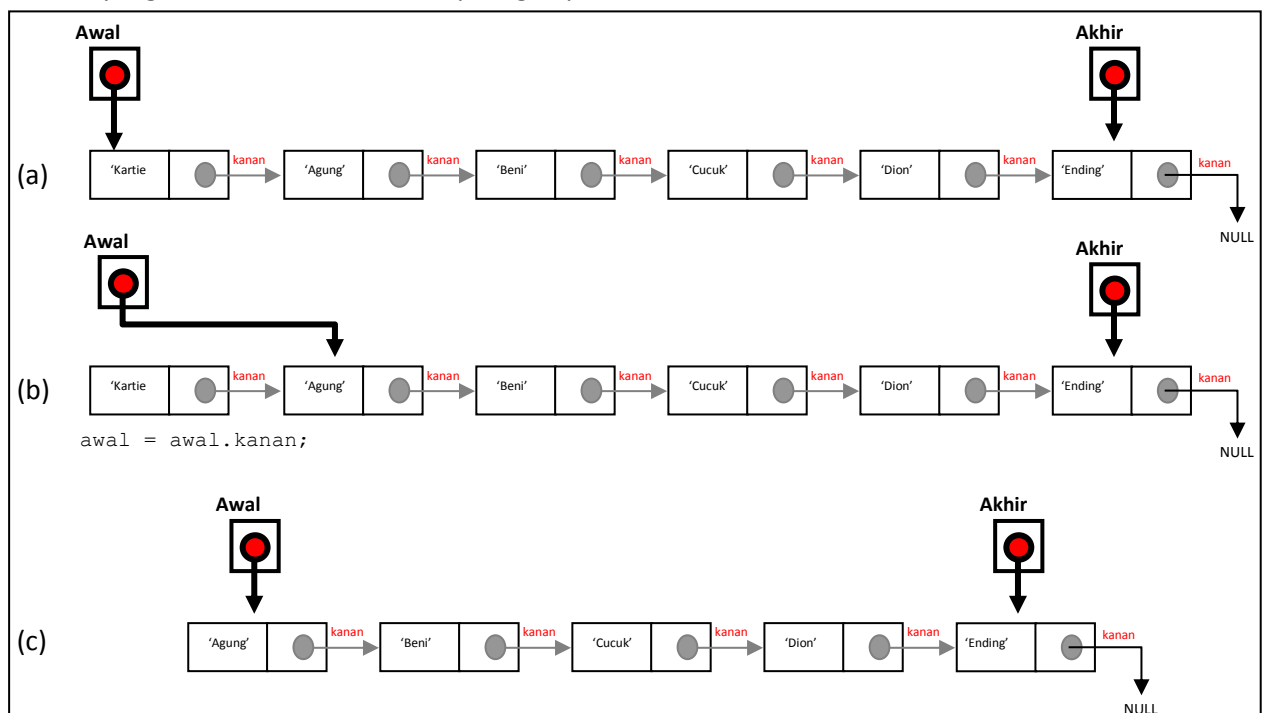 Awal Akhir
(a) ‘Kartie kanan ‘Agung’ kanan ‘Beni’ kanan ‘Cucuk’ kanan ‘Dion’ kanan ‘Ending’ kanan
NULL
Awal Akhir
(b) ‘Kartie kanan ‘Agung’ kanan ‘Beni’ kanan ‘Cucuk’ kanan ‘Dion’ kanan ‘Ending’ kanan
awal = awal.kanan;
NULL
Awal Akhir
(c) ‘Agung’ kanan ‘Beni’ kanan ‘Cucuk’ kanan ‘Dion’ kanan ‘Ending’ kanan
NULL